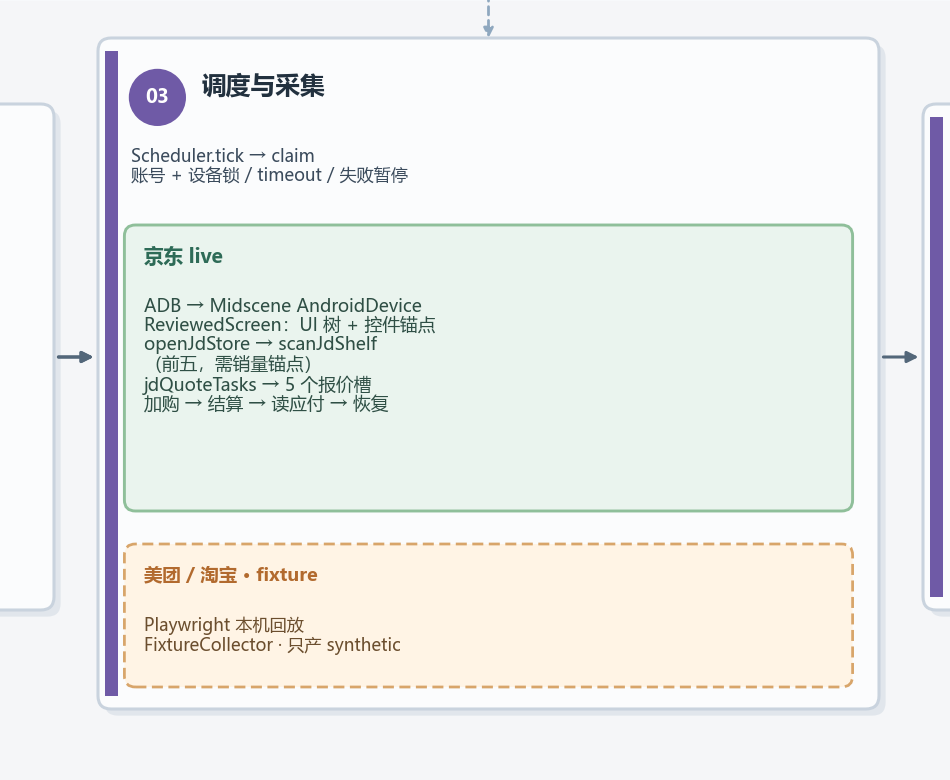 03
调度与采集
Scheduler.tick → claim
账号 + 设备锁 / timeout / 失败暂停
京东 live
ADB → Midscene AndroidDevice
ReviewedScreen：UI 树 + 控件锚点
openJdStore → scanJdShelf
（前五，需销量锚点）
jdQuoteTasks → 5 个报价槽
加购 → 结算 → 读应付 → 恢复
美团 / 淘宝 • fixture
Playwright 本机回放
FixtureCollector · 只产 synthetic